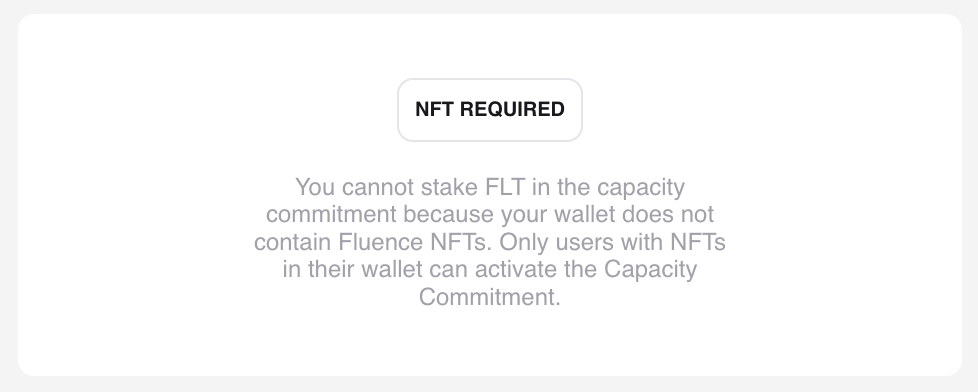 NFT REQUIRED
You cannot stake FLT in the capacity
commitment because your wallet does not
contain Fluence NFTs. Only users with NFTs
in their wallet can activate the Capacity
Commitment.